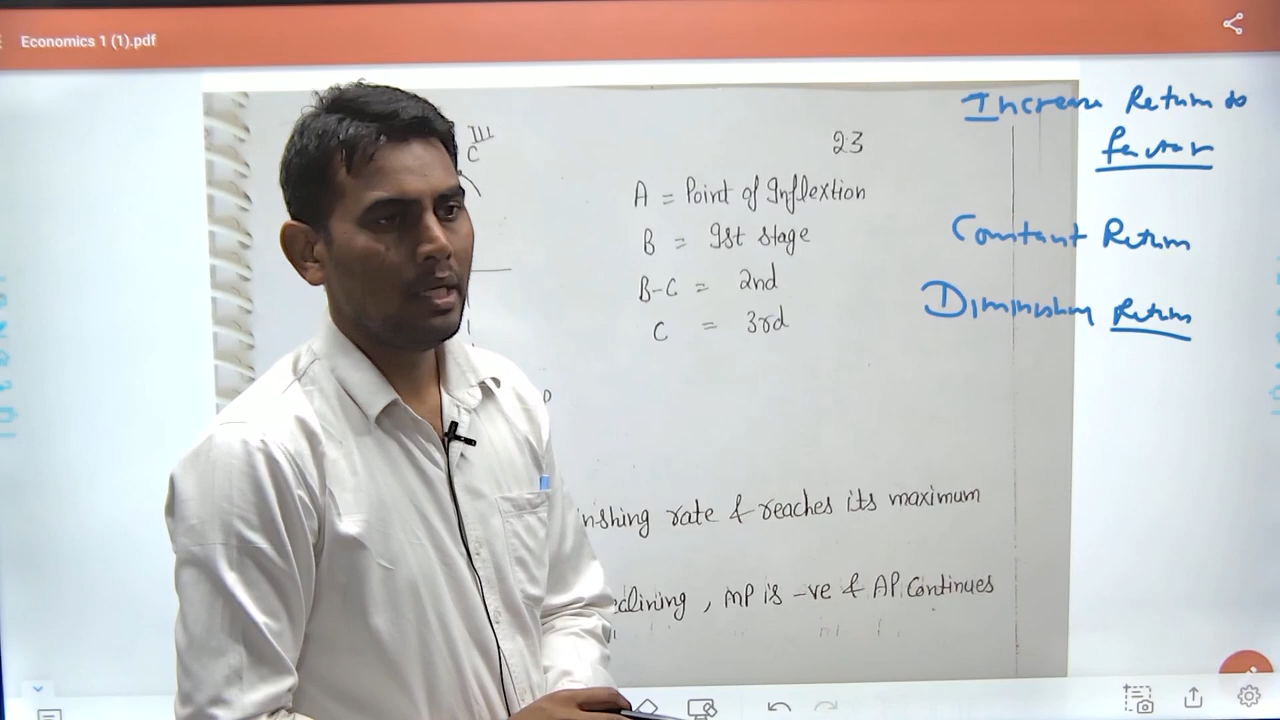 Economics 1 (1).pdf
III
C
23
A = Point of Inflextion
B = Ist stage
B-C = 2nd
C = 3rd
Increase Return to
factor
Constant Return
Diminishing Return
nshing rate & reaches its maximum
eclining, MP is -ve & AP Continues